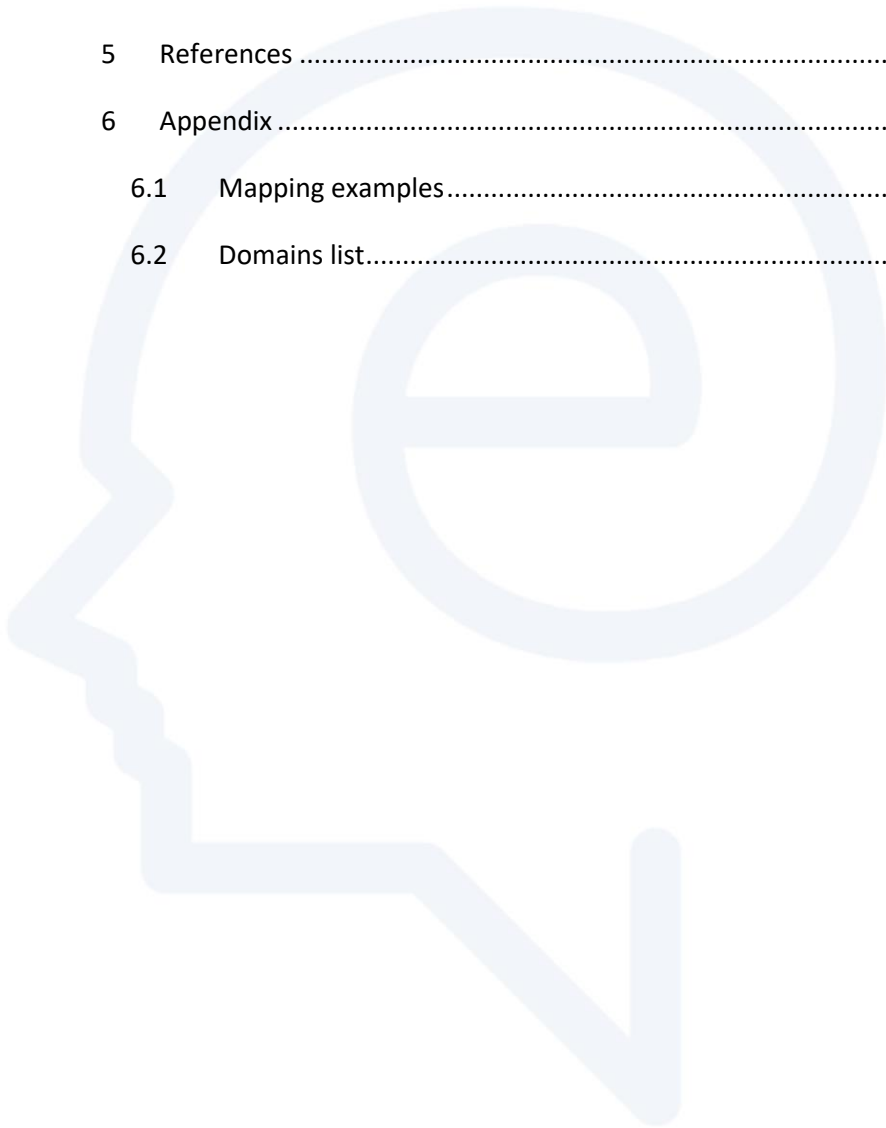 5 References ........................................................................................
6 Appendix ...........................................................................................
6.1 Mapping examples .................................................................
6.2 Domains list ............................................................................